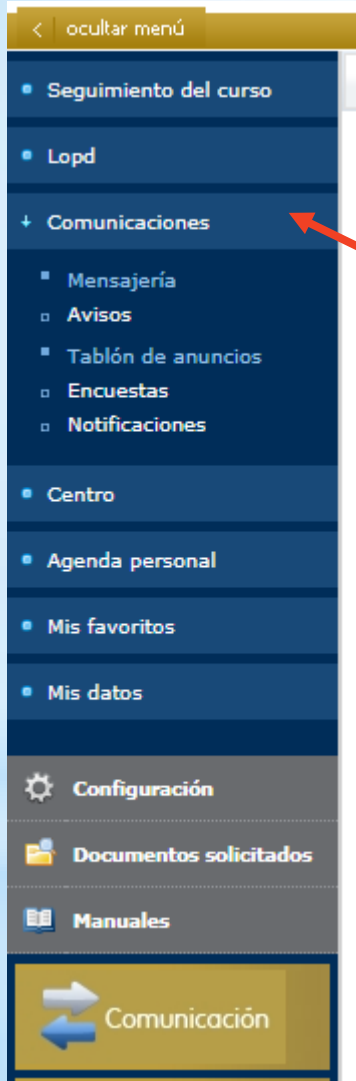 ocultar menú
Seguimiento del curso
Lopd
Comunicaciones
Mensajería
Avisos
Tablón de anuncios
Encuestas
Notificaciones
Centro
Agenda personal
Mis favoritos
Mis datos
Configuración
Documentos solicitados
Manuales
Comunicación